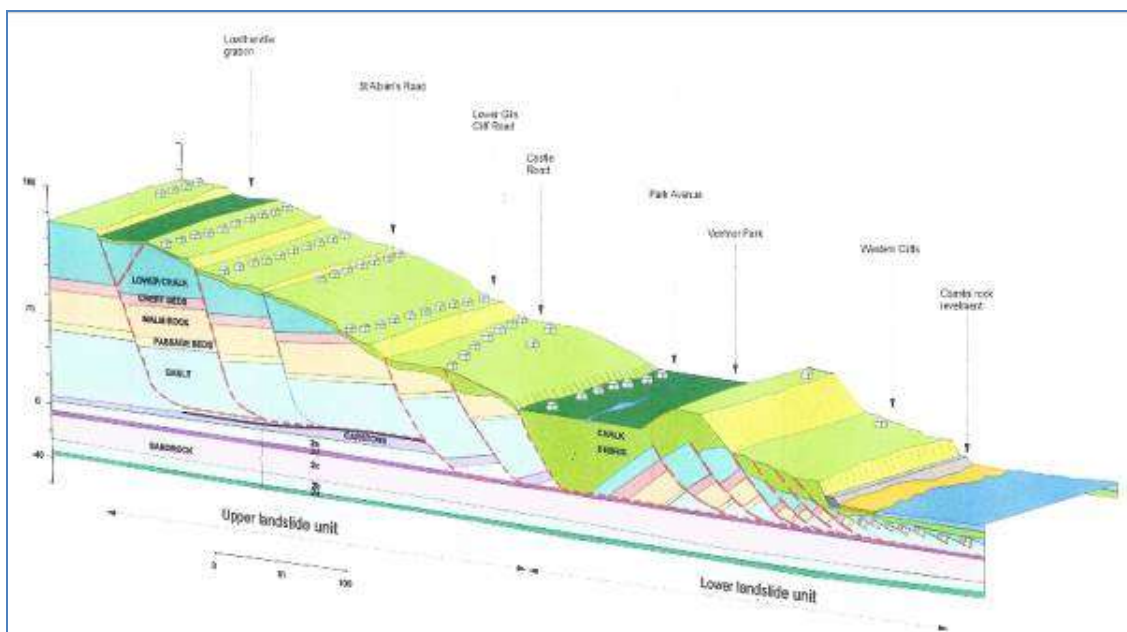 Lowtherville
graben
St Alban's Road
Lower Gills
Cliff Road
Castle
Road
Park Avenue
Ventnor Park
Western Cliffs
Coastal rock
revetment
LOWER CHALK
CHERT BEDS
MALM ROCK
PASSAGE BEDS
GAULT
CARSTONE
SANDROCK
CHALK
DEBRIS
0
-40
2c
Upper landslide unit
Lower landslide unit
0
100